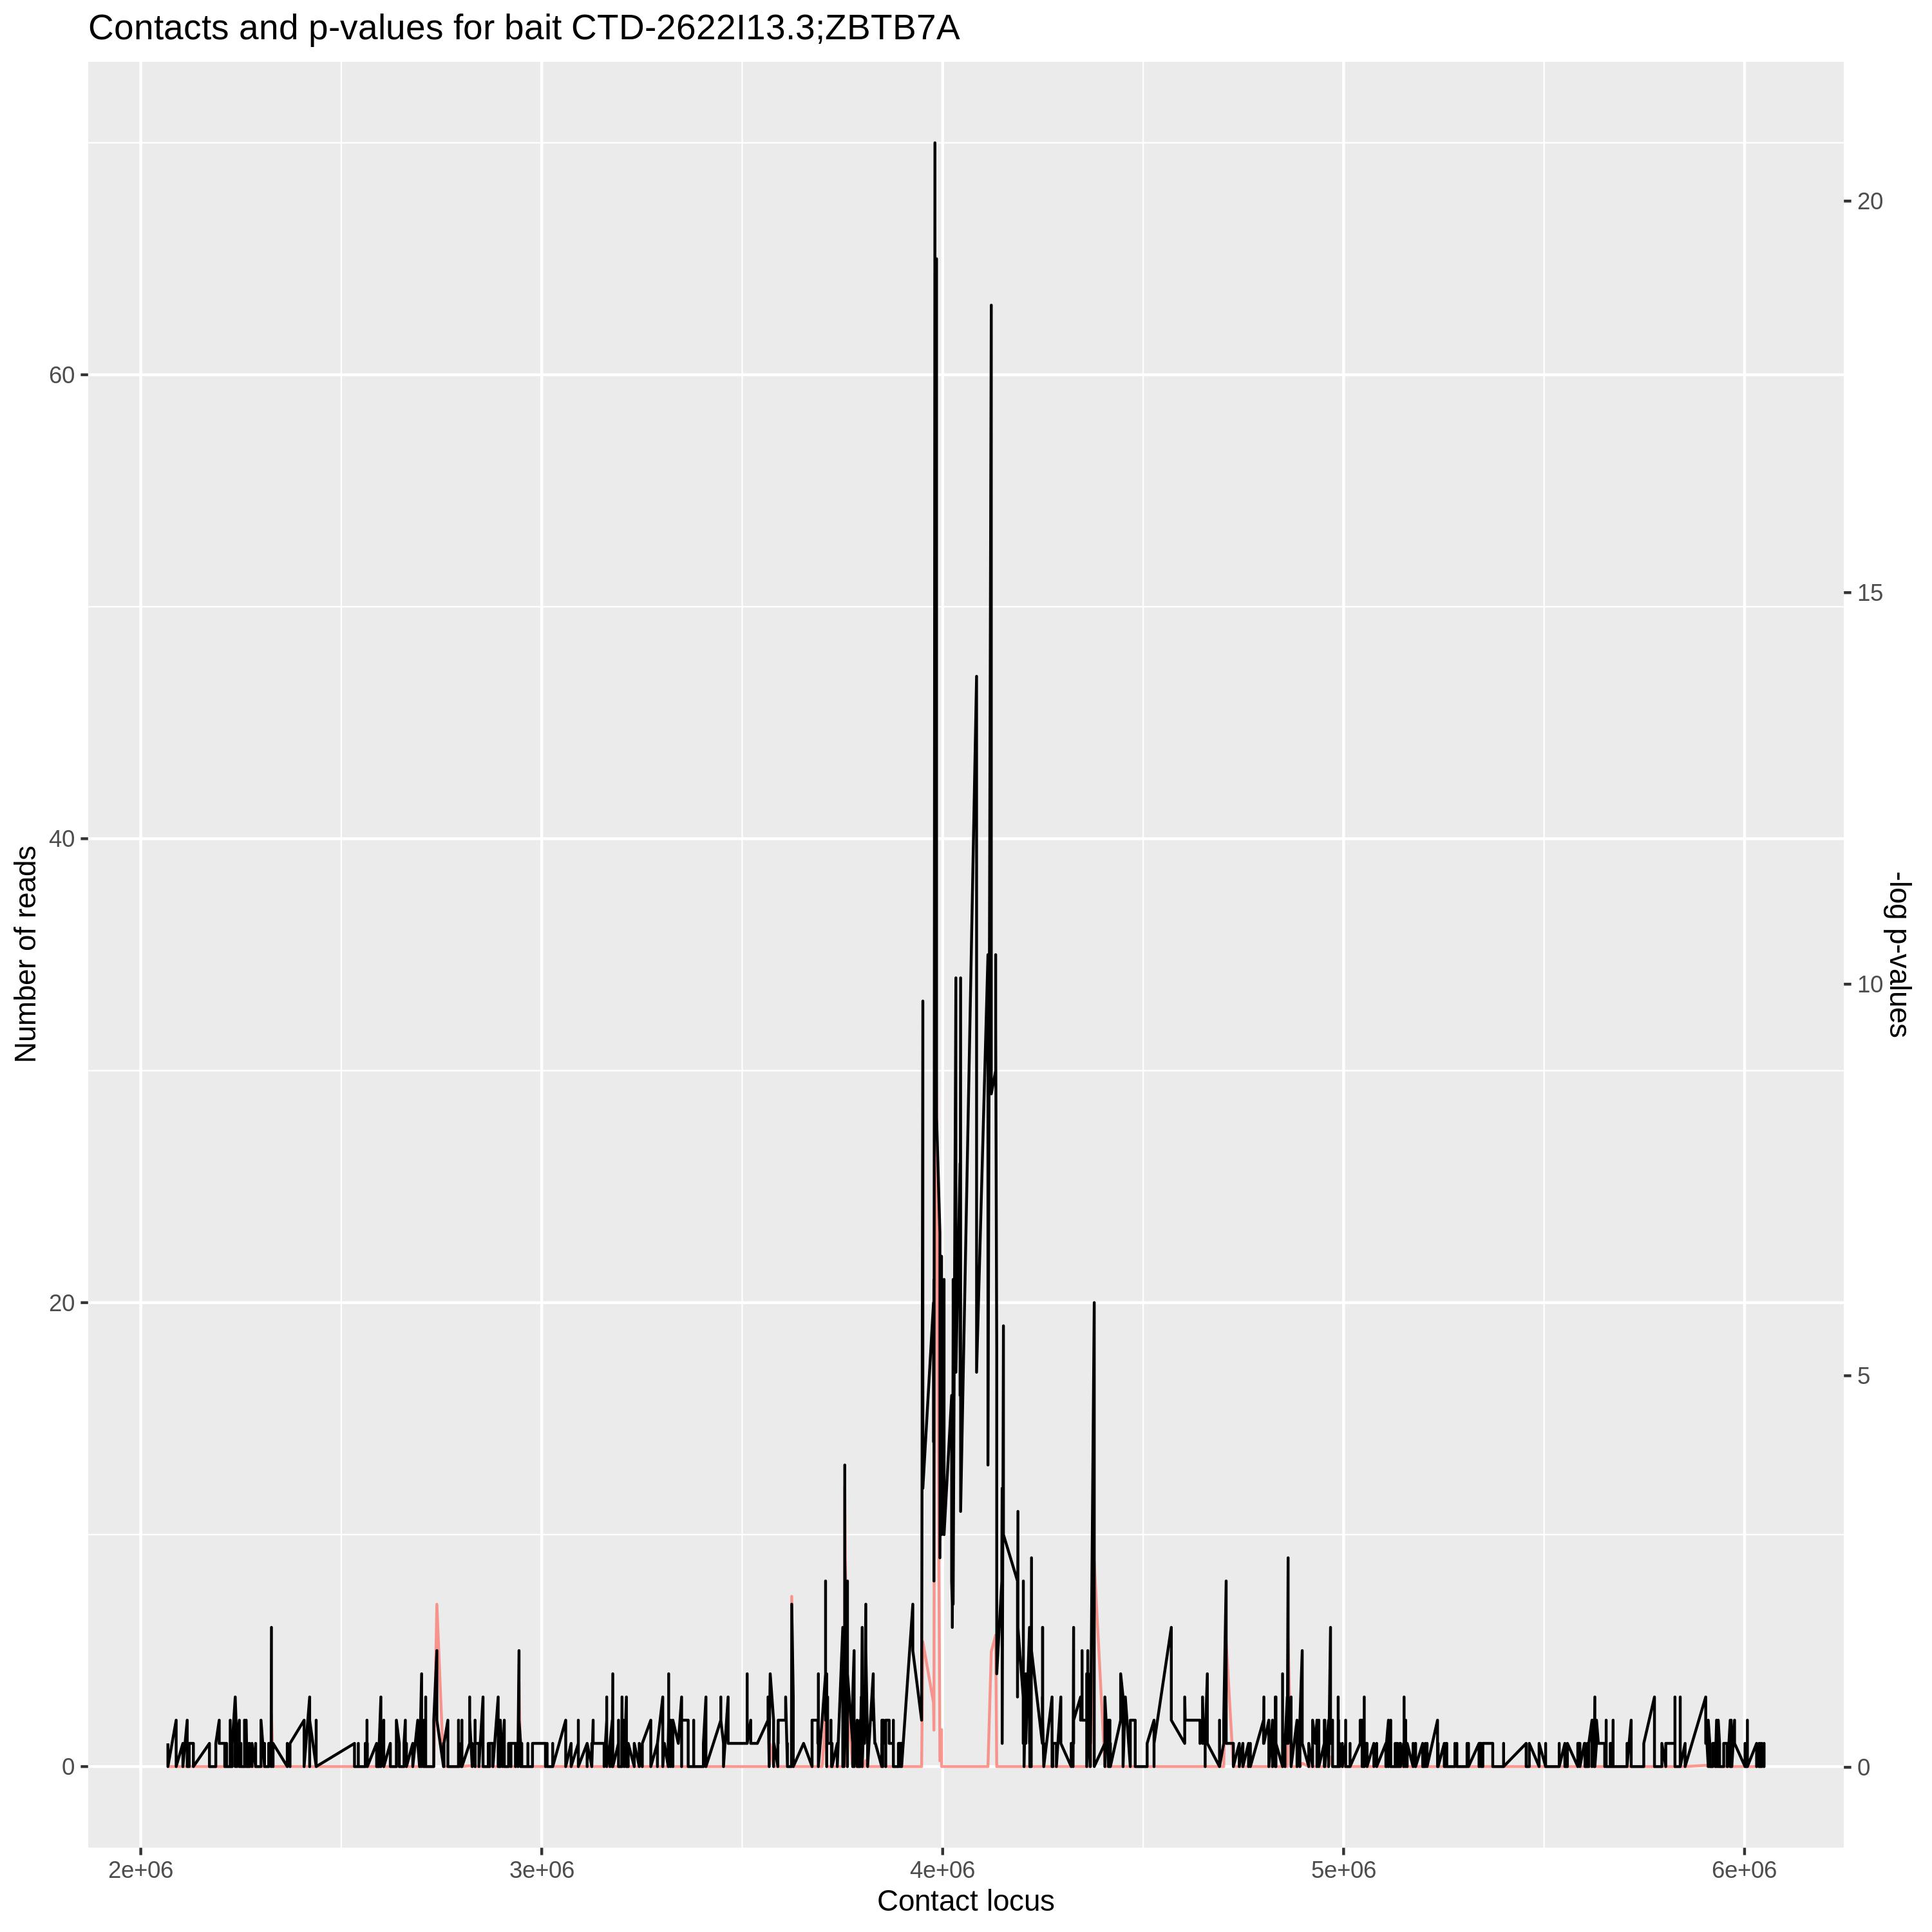 Contacts and p-values for bait CTD-2622I13.3;ZBTB7A
Number of reads
60
40
20
0
20
15
10
5
0
-log p-values
2e+06
3e+06
4e+06
5e+06
6e+06
Contact locus